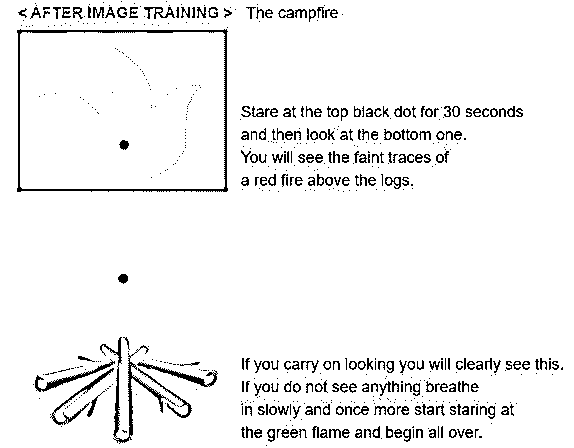 < AFTER IMAGE TRAINING > The campfire
Stare at the top black dot for 30 seconds
and then look at the bottom one.
You will see the faint traces of
a red fire above the logs.
If you carry on looking you will clearly see this.
If you do not see anything breathe
in slowly and once more start staring at
the green flame and begin all over.